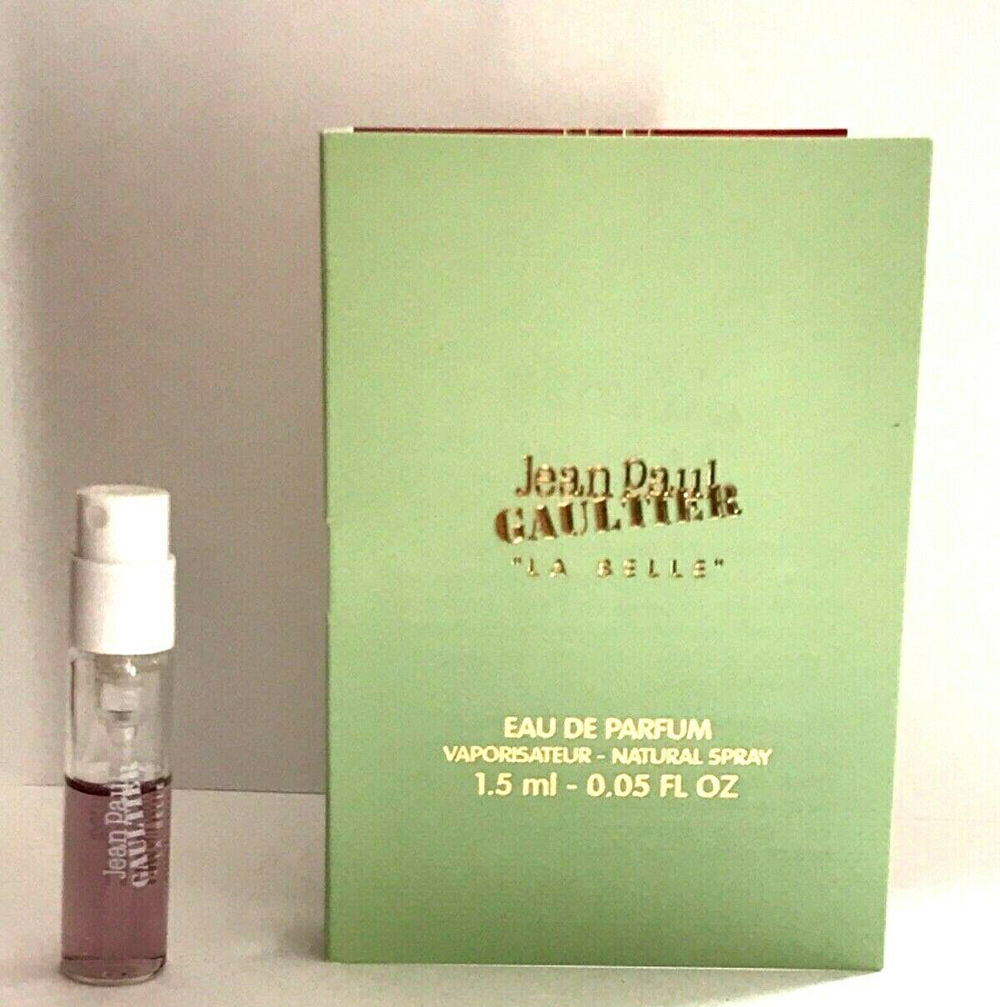 Jean Paul
GAULTIER
"LA BELLE"
EAU DE PARFUM
VAPORISATEUR - NATURAL SPRAY
1.5 ml - 0.05 FL OZ
Jean Paul
GAULTIER